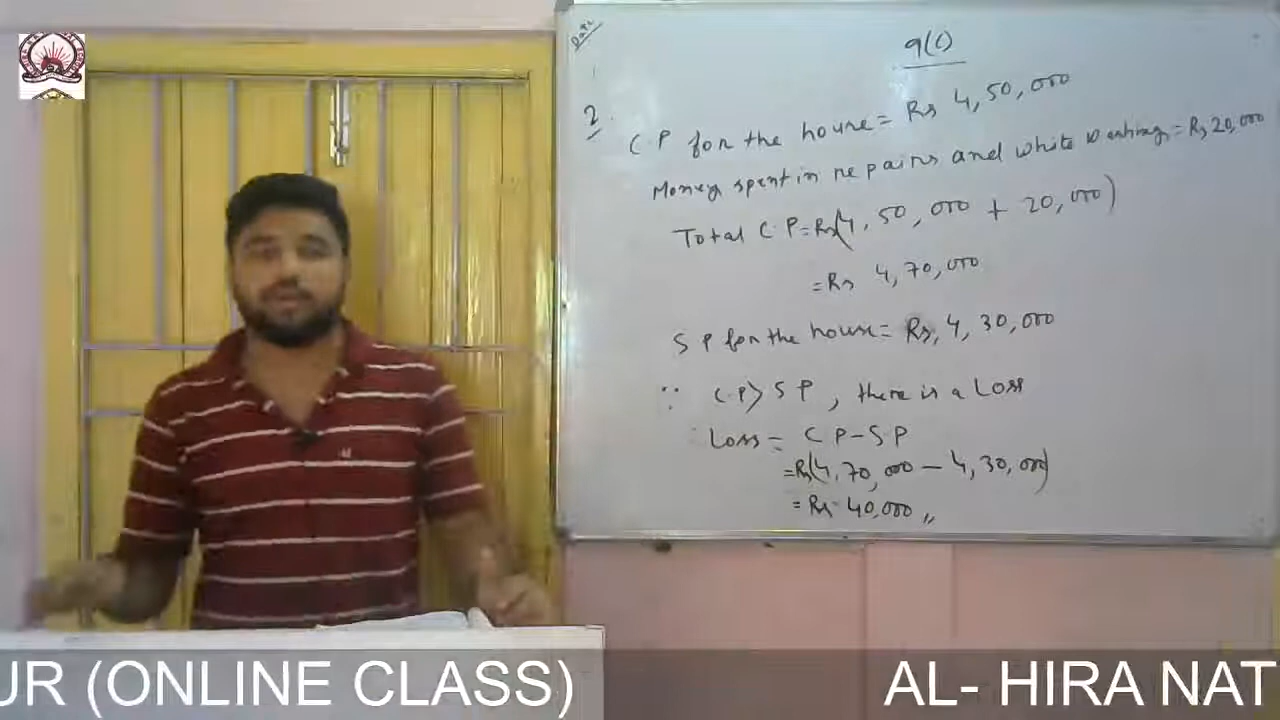 Date
9(C)
2.
C.P for the house = Rs 4,50,000
Money spent in repairs and white washing = Rs 20,000
Total C.P = Rs (4,50,000 + 20,000)
= Rs 4,70,000
S P for the house = Rs, 4,30,000
∵ C.P > S P, there is a Loss
∴ Loss = C P - S P
= Rs (4,70,000 - 4,30,000)
= Rs 40,000 ,,
UR (ONLINE CLASS) AL- HIRA NAT